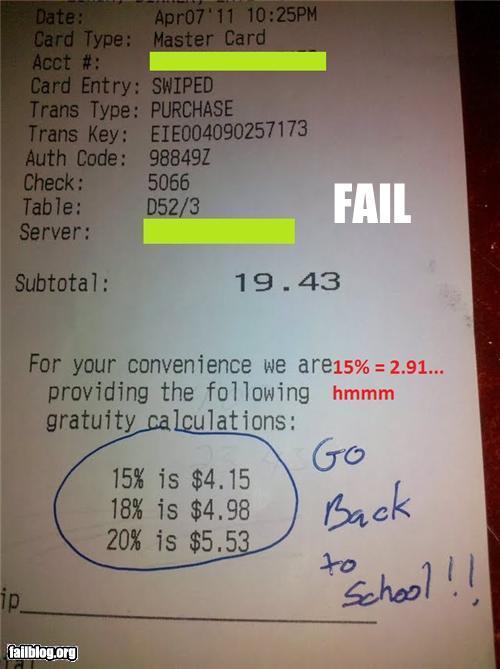 Date: Apr07'11 10:25PM
Card Type: Master Card
Acct #:
Card Entry: SWIPED
Trans Type: PURCHASE
Trans Key: EIE004090257173
Auth Code: 98849Z
Check: 5066
Table: D52/3
FAIL
Server:
Subtotal: 19.43
For your convenience we are
15% = 2.91...
providing the following
hmmm
gratuity calculations:
15% is $4.15
18% is $4.98
20% is $5.53
Go
Back
to
School!!
ip
failblog.org